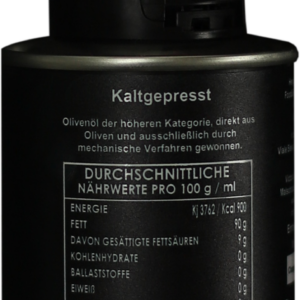 Kaltgepresst
Olivenöl der höheren Kategorie, direkt aus
Oliven und ausschließlich durch
mechanische Verfahren gewonnen.
DURCHSCHNITTLICHE
NÄHRWERTE PRO 100 g / ml
ENERGIE Kj 3762 / Kcal 900
FETT 90 g
DAVON GESÄTTIGTE FETTSÄUREN 9 g
KOHLENHYDRATE 0 g
BALLASTSTOFFE 0 g
EIWEIß 0 g